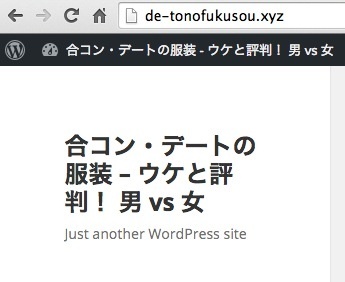 de-tonofukusou.xyz
合コン・デートの服装 - ウケと評判！ 男 vs 女
合コン・デートの
服装 – ウケと評
判！ 男 vs 女
Just another WordPress site